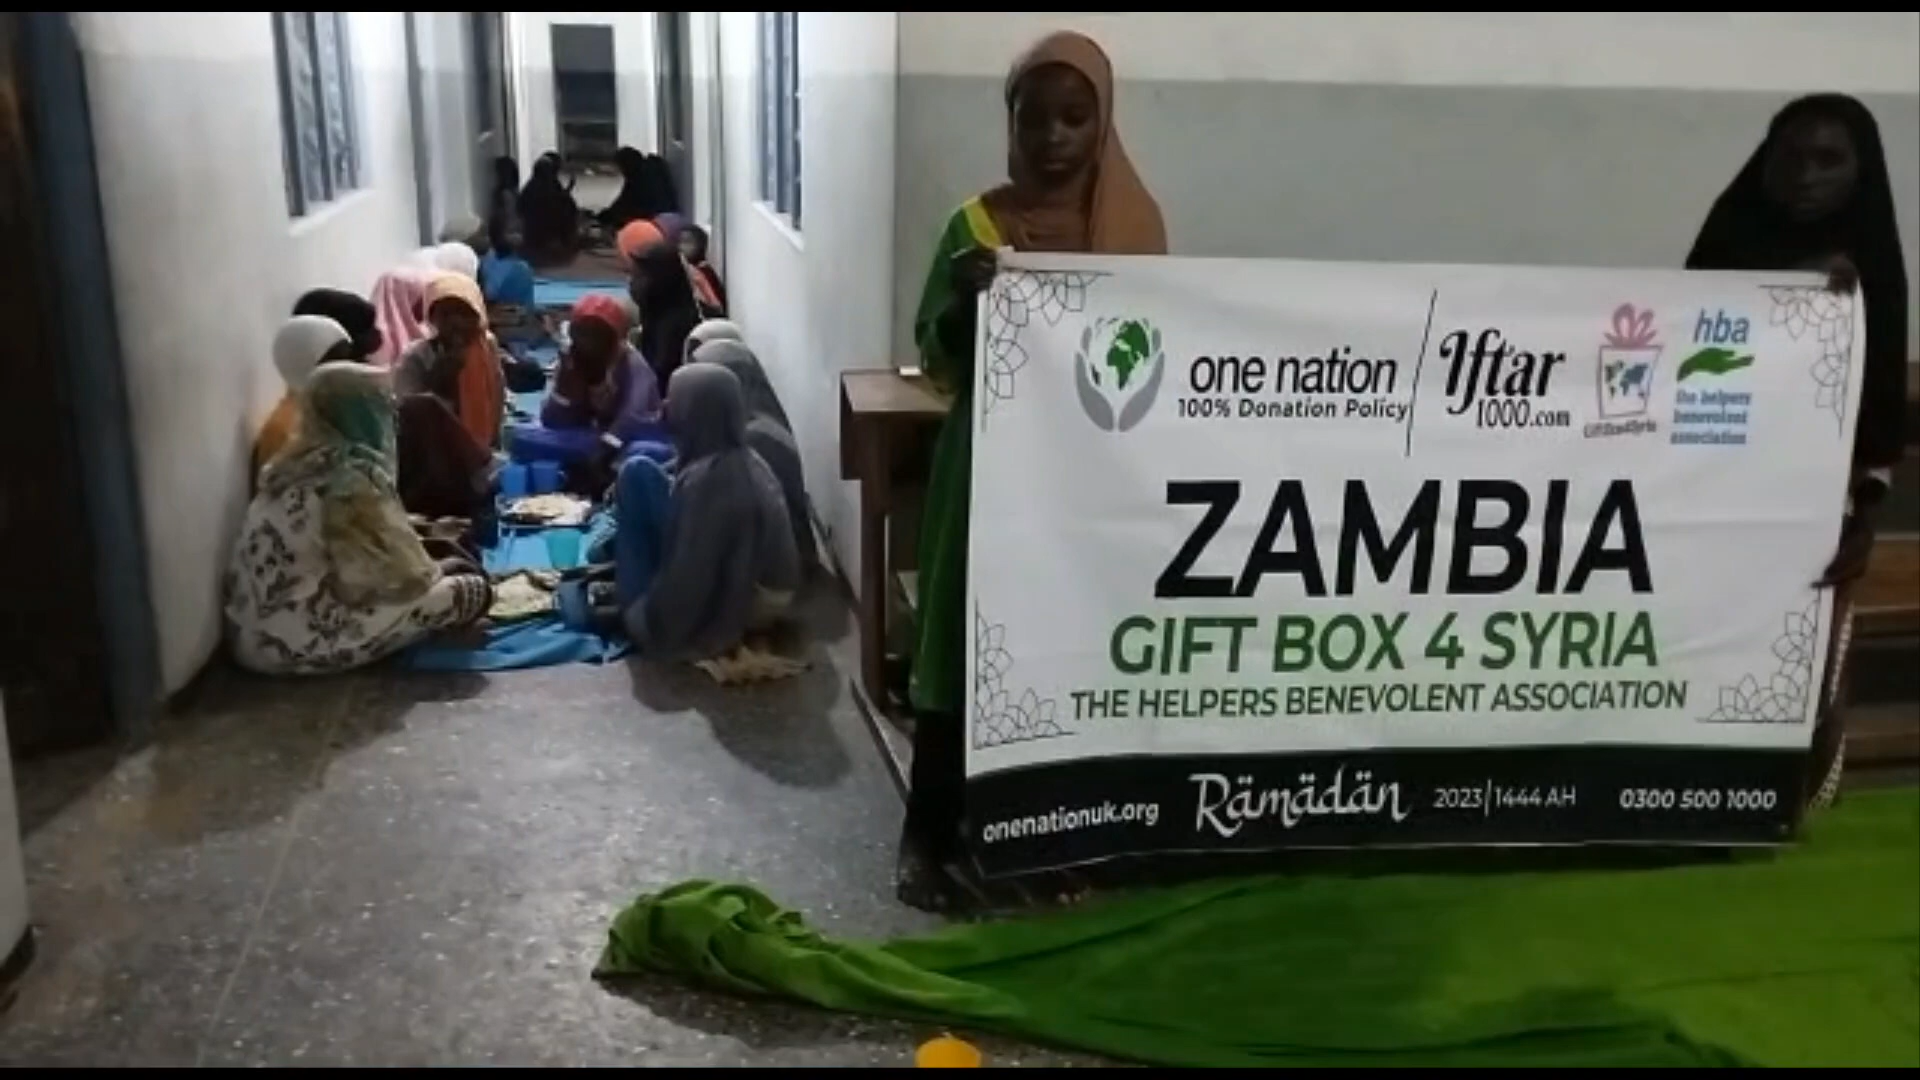 one nation
100% Donation Policy
Iftar
1000.com
GiftBox4Syria
hba
the helpers
benevolent
association
ZAMBIA
GIFT BOX 4 SYRIA
THE HELPERS BENEVOLENT ASSOCIATION
onenationuk.org
Rämädän
2023/1444 AH
0300 500 1000